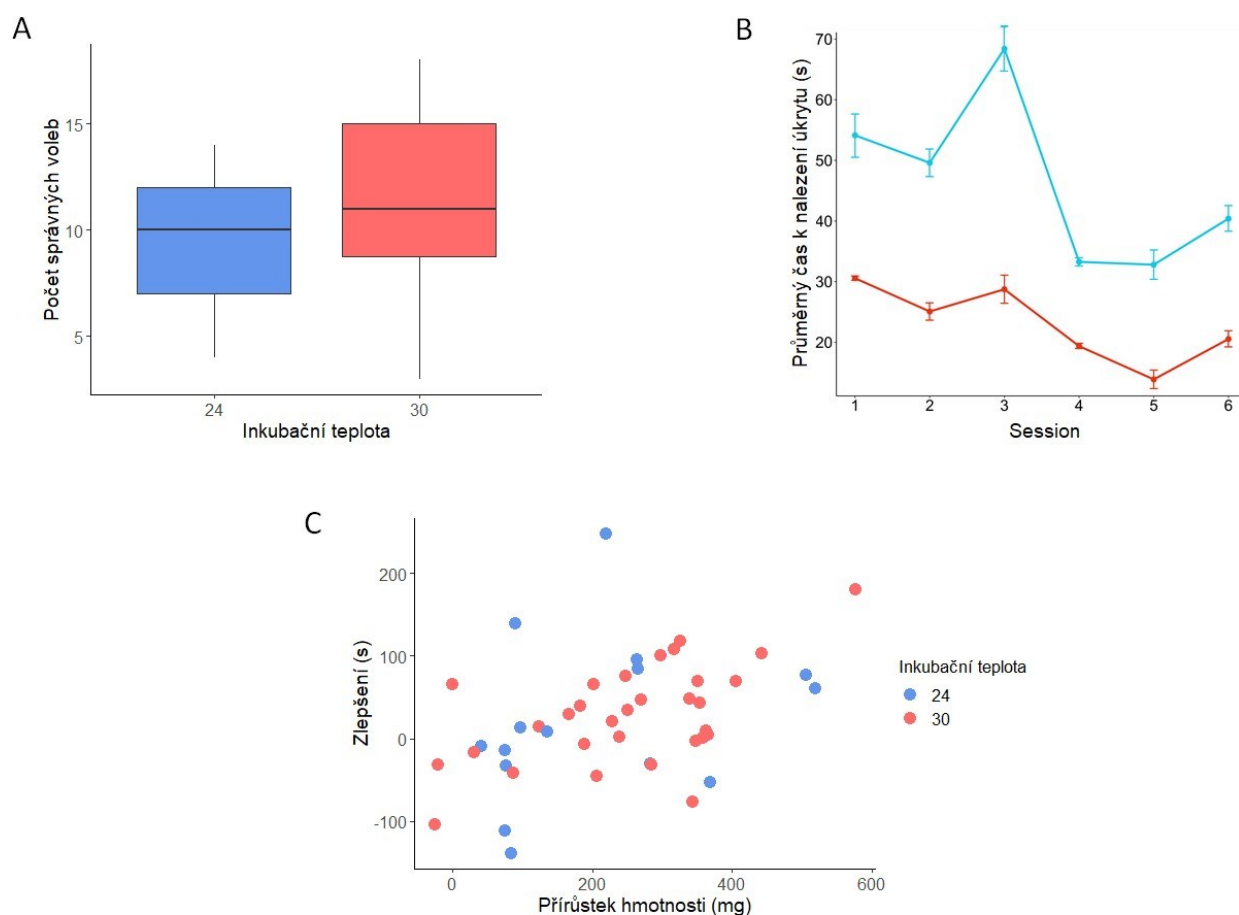 A
Počet správných voleb
15
10
5
24
30
Inkubační teplota
B
Průměrný čas k nalezení úkrytu (s)
70
60
50
40
30
20
1
2
3
4
5
6
Session
C
Zlepšení (s)
200
100
0
-100
0
200
400
600
Přírůstek hmotnosti (mg)
Inkubační teplota
24
30